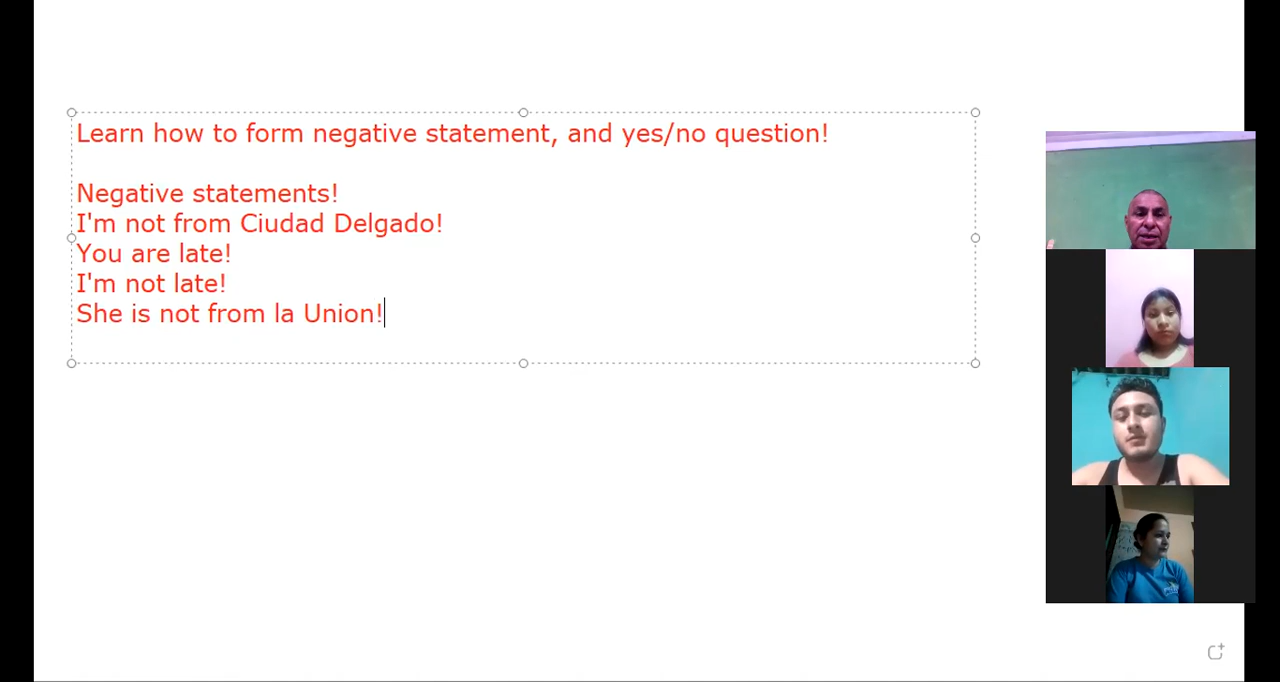 Learn how to form negative statement, and yes/no question!
Negative statements!
I'm not from Ciudad Delgado!
You are late!
I'm not late!
She is not from la Union!